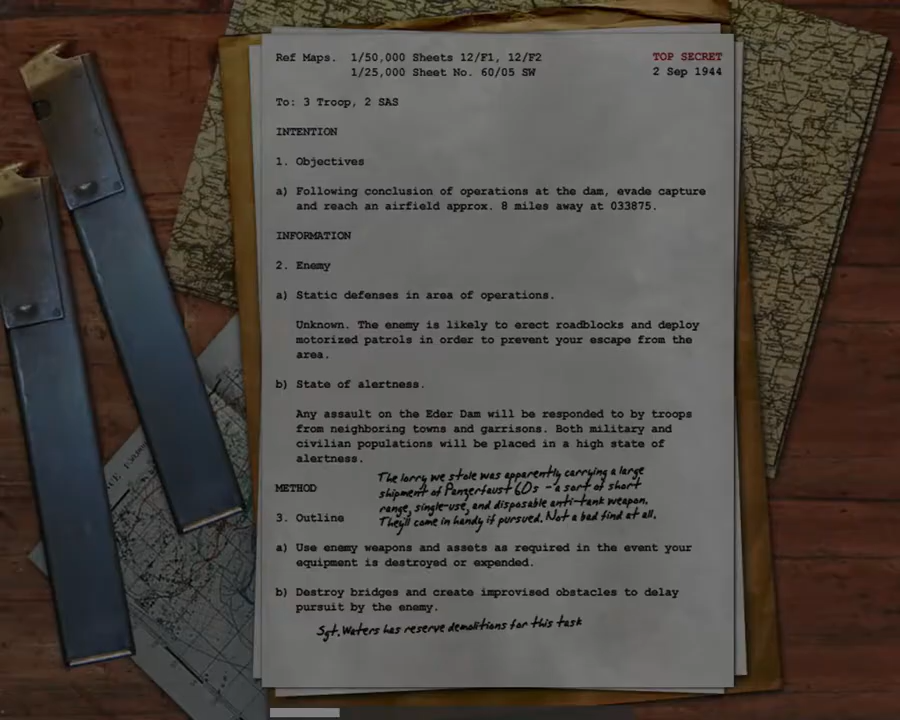 Ref Maps. 1/50,000 Sheets 12/F1, 12/F2 TOP SECRET
1/25,000 Sheet No. 60/05 SW 2 Sep 1944
To: 3 Troop, 2 SAS
INTENTION
1. Objectives
a) Following conclusion of operations at the dam, evade capture
and reach an airfield approx. 8 miles away at 033875.
INFORMATION
2. Enemy
a) Static defenses in area of operations.
Unknown. The enemy is likely to erect roadblocks and deploy
motorized patrols in order to prevent your escape from the
area.
b) State of alertness.
Any assault on the Eder Dam will be responded to by troops
from neighboring towns and garrisons. Both military and
civilian populations will be placed in a high state of
alertness.
The lorry we stole was apparently carrying a large
shipment of Panzerfaust 60s - a sort of short
range, single-use, and disposable anti-tank weapon.
They'll come in handy if pursued. Not a bad find at all.
METHOD
3. Outline
a) Use enemy weapons and assets as required in the event your
equipment is destroyed or expended.
b) Destroy bridges and create improvised obstacles to delay
pursuit by the enemy.
Sgt. Waters has reserve demolitions for this task